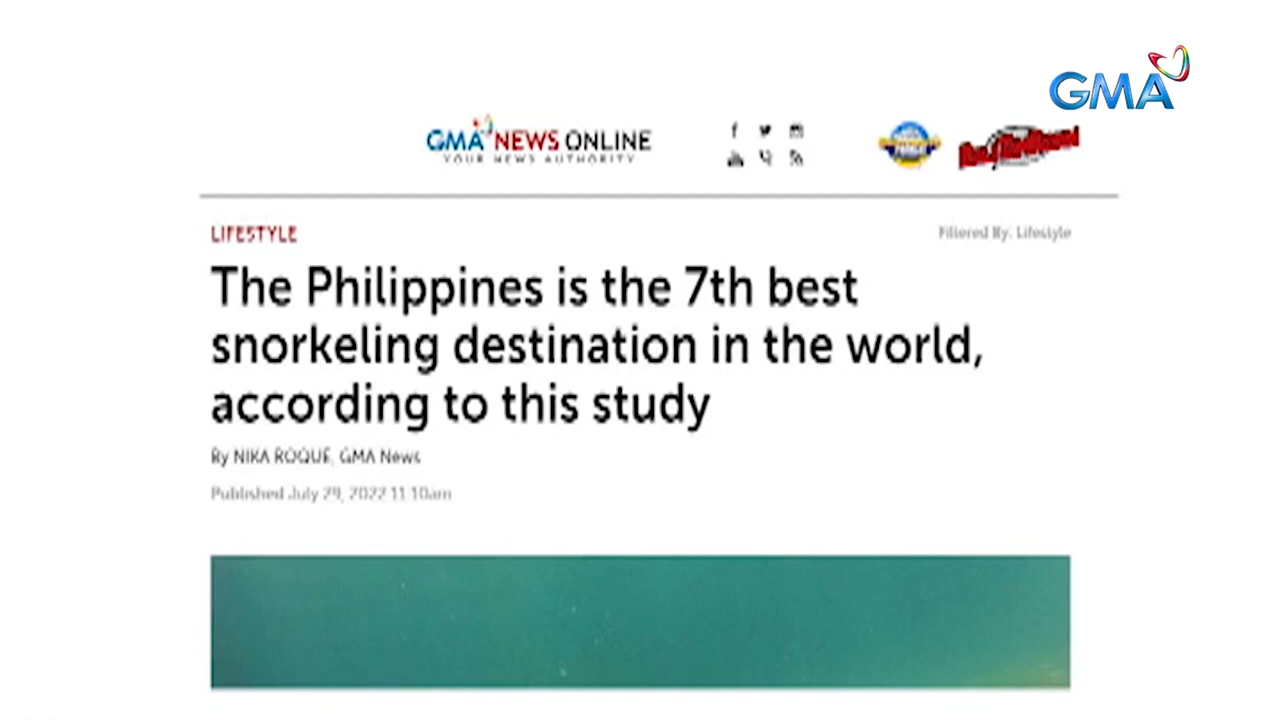 GMA
GMA NEWS ONLINE
YOUR NEWS AUTHORITY
LIFESTYLE
Filtered By: Lifestyle
The Philippines is the 7th best
snorkeling destination in the world,
according to this study
By NIKA ROQUE, GMA News
Published July 29, 2022 11:10am